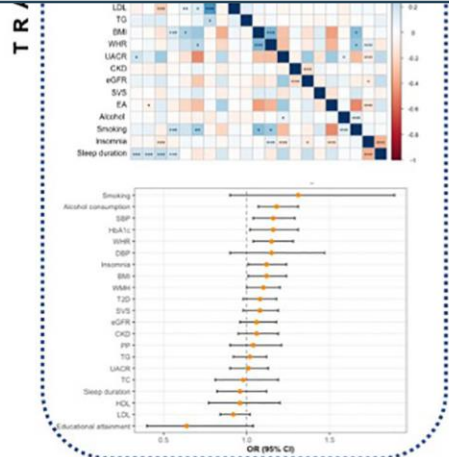 TRA
LDL
TG
BMI
WHR
UACR
CKD
eGFR
SVS
EA
Alcohol
Smoking
Insomnia
Sleep duration
0.2
0
-0.2
-0.4
-0.6
-0.8
-1
Smoking
Alcohol consumption
SBP
HbA1c
WHR
DBP
Insomnia
BMI
WMH
T2D
SVS
eGFR
CKD
PP
TG
UACR
TC
Sleep duration
HDL
LDL
Educational attainment
0.5 1.0 1.5
OR (95% CI)